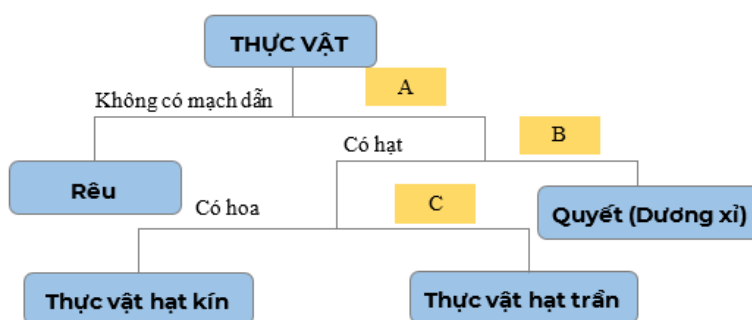 THỰC VẬT
A
Không có mạch dẫn
B
Có hạt
Rêu
C
Có hoa
Quyết (Dương xỉ)
Thực vật hạt kín
Thực vật hạt trần